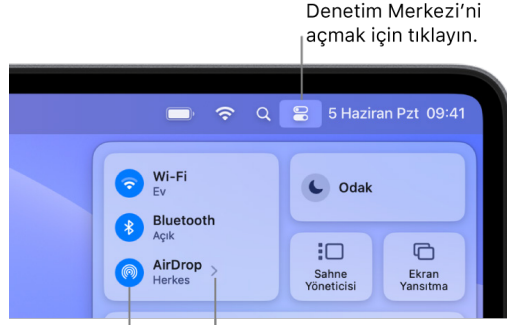 Denetim Merkezi’ni
açmak için tıklayın.
5 Haziran Pzt 09:41
Wi-Fi
Ev
Bluetooth
Açık
AirDrop
Herkes
Odak
Sahne
Yöneticisi
Ekran
Yansıtma